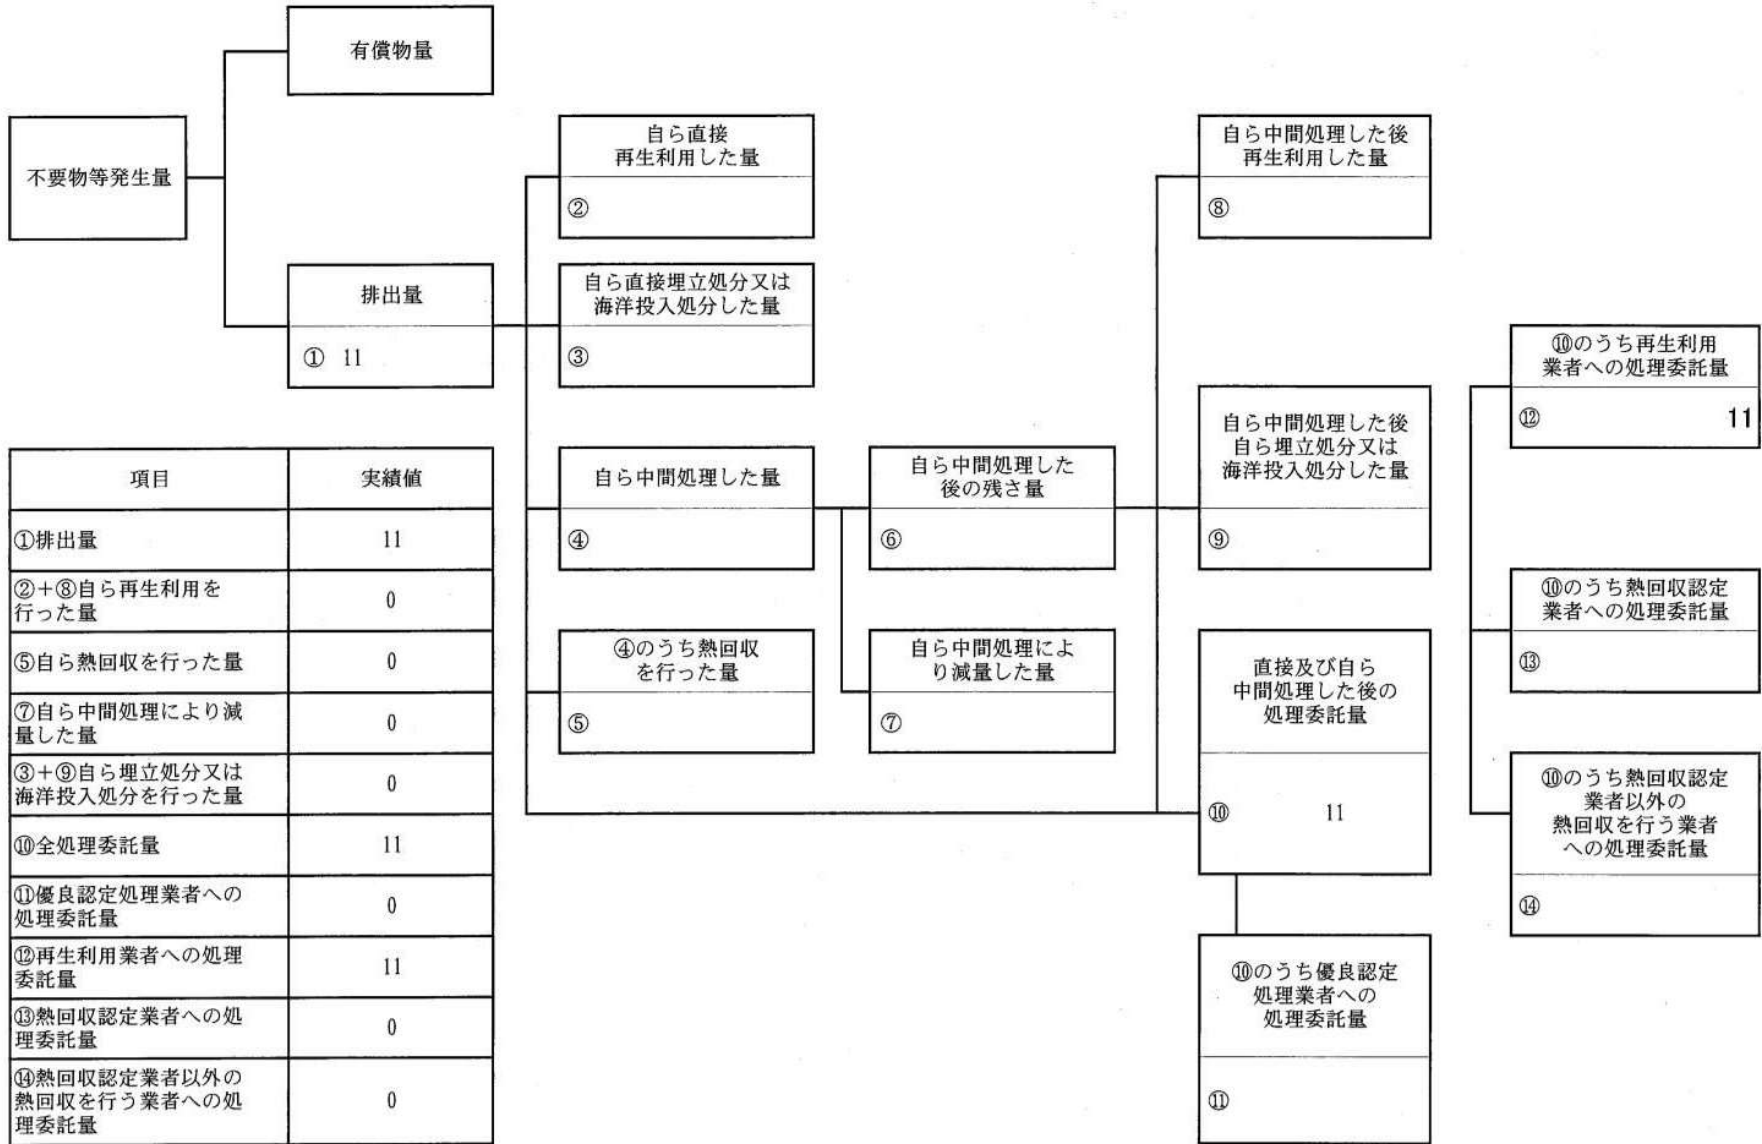 有償物量
不要物等発生量
排出量
① 11
自ら直接
再生利用した量
②
自ら直接埋立処分又は
海洋投入処分した量
③
自ら中間処理した量
④
④のうち熱回収
を行った量
⑤
自ら中間処理した
後の残さ量
⑥
自ら中間処理によ
り減量した量
⑦
自ら中間処理した後
再生利用した量
⑧
自ら中間処理した後
自ら埋立処分又は
海洋投入処分した量
⑨
直接及び自ら
中間処理した後の
処理委託量
⑩ 11
⑩のうち優良認定
処理業者への
処理委託量
⑪
⑩のうち再生利用
業者への処理委託量
⑫ 11
⑩のうち熱回収認定
業者への処理委託量
⑬
⑩のうち熱回収認定
業者以外の
熱回収を行う業者
への処理委託量
⑭
項目 実績値
①排出量 11
②+⑧自ら再生利用を
行った量 0
⑤自ら熱回収を行った量 0
⑦自ら中間処理により減
量した量 0
③+⑨自ら埋立処分又は
海洋投入処分を行った量 0
⑩全処理委託量 11
⑪優良認定処理業者への
処理委託量 0
⑫再生利用業者への処理
委託量 11
⑬熱回収認定業者への処
理委託量 0
⑭熱回収認定業者以外の
熱回収を行う業者への処
理委託量 0